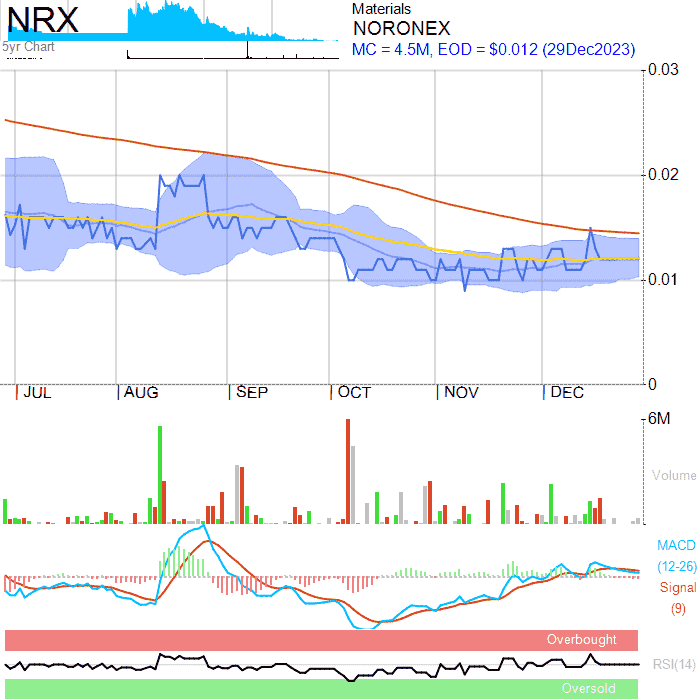 NRX
5yr Chart
Materials
NORONEX
MC = 4.5M, EOD = $0.012 (29Dec2023)
0.03
0.02
0.01
0
JUL AUG SEP OCT NOV DEC
6M
Volume
MACD
(12-26)
Signal
(9)
Overbought
RSI(14)
Oversold